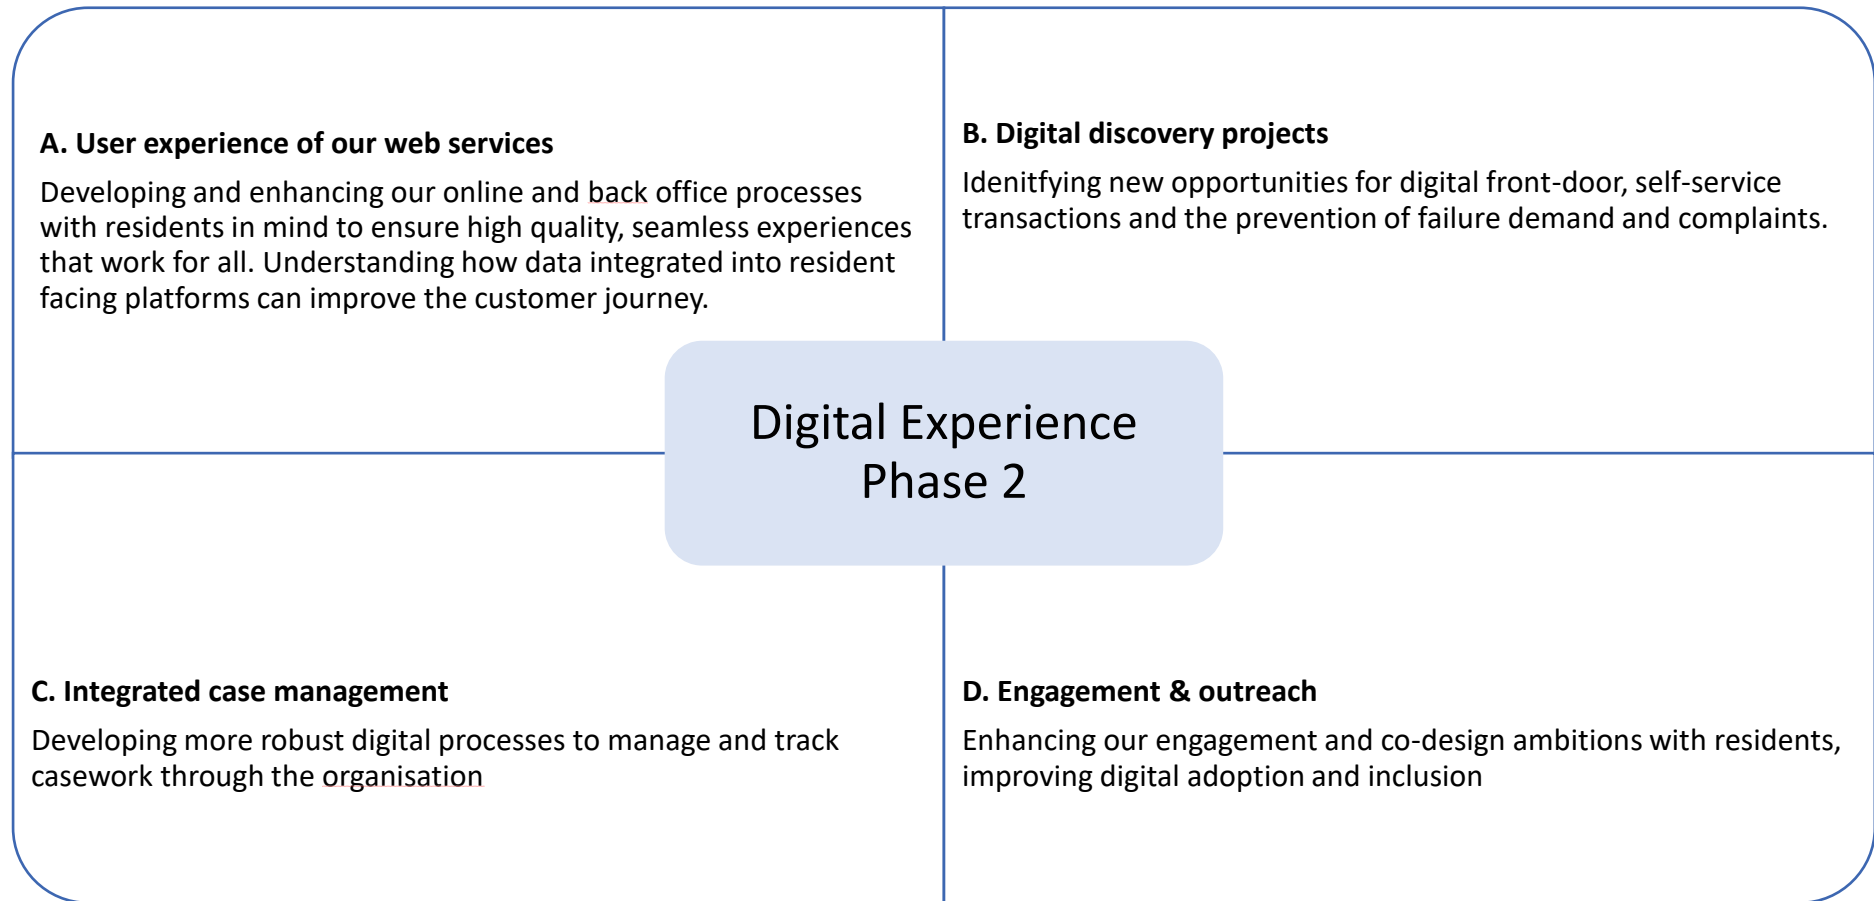 A. User experience of our web services
Developing and enhancing our online and back office processes
with residents in mind to ensure high quality, seamless experiences
that work for all. Understanding how data integrated into resident
facing platforms can improve the customer journey.
B. Digital discovery projects
Idenitfying new opportunities for digital front-door, self-service
transactions and the prevention of failure demand and complaints.
Digital Experience
Phase 2
C. Integrated case management
Developing more robust digital processes to manage and track
casework through the organisation
D. Engagement & outreach
Enhancing our engagement and co-design ambitions with residents,
improving digital adoption and inclusion